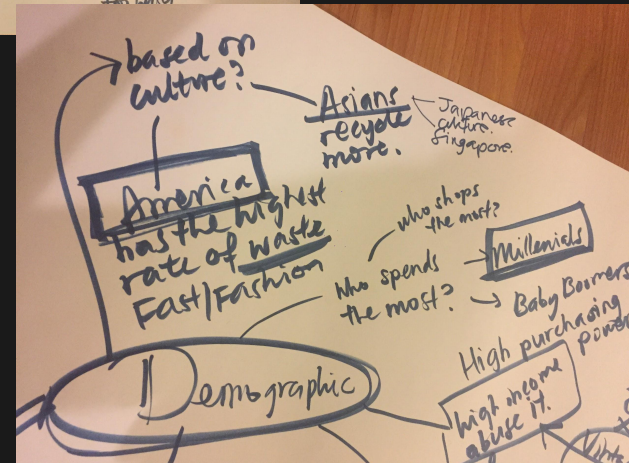 based on
culture?
Asians
recycle
more.
Japanese
culture.
Singapore.
America
has the highest
rate of waste
Fast/Fashion
who shops
the most?
Who spends
the most?
Millenials
Baby Boomers
High purchasing
power
Demographic
high income
abuse it.